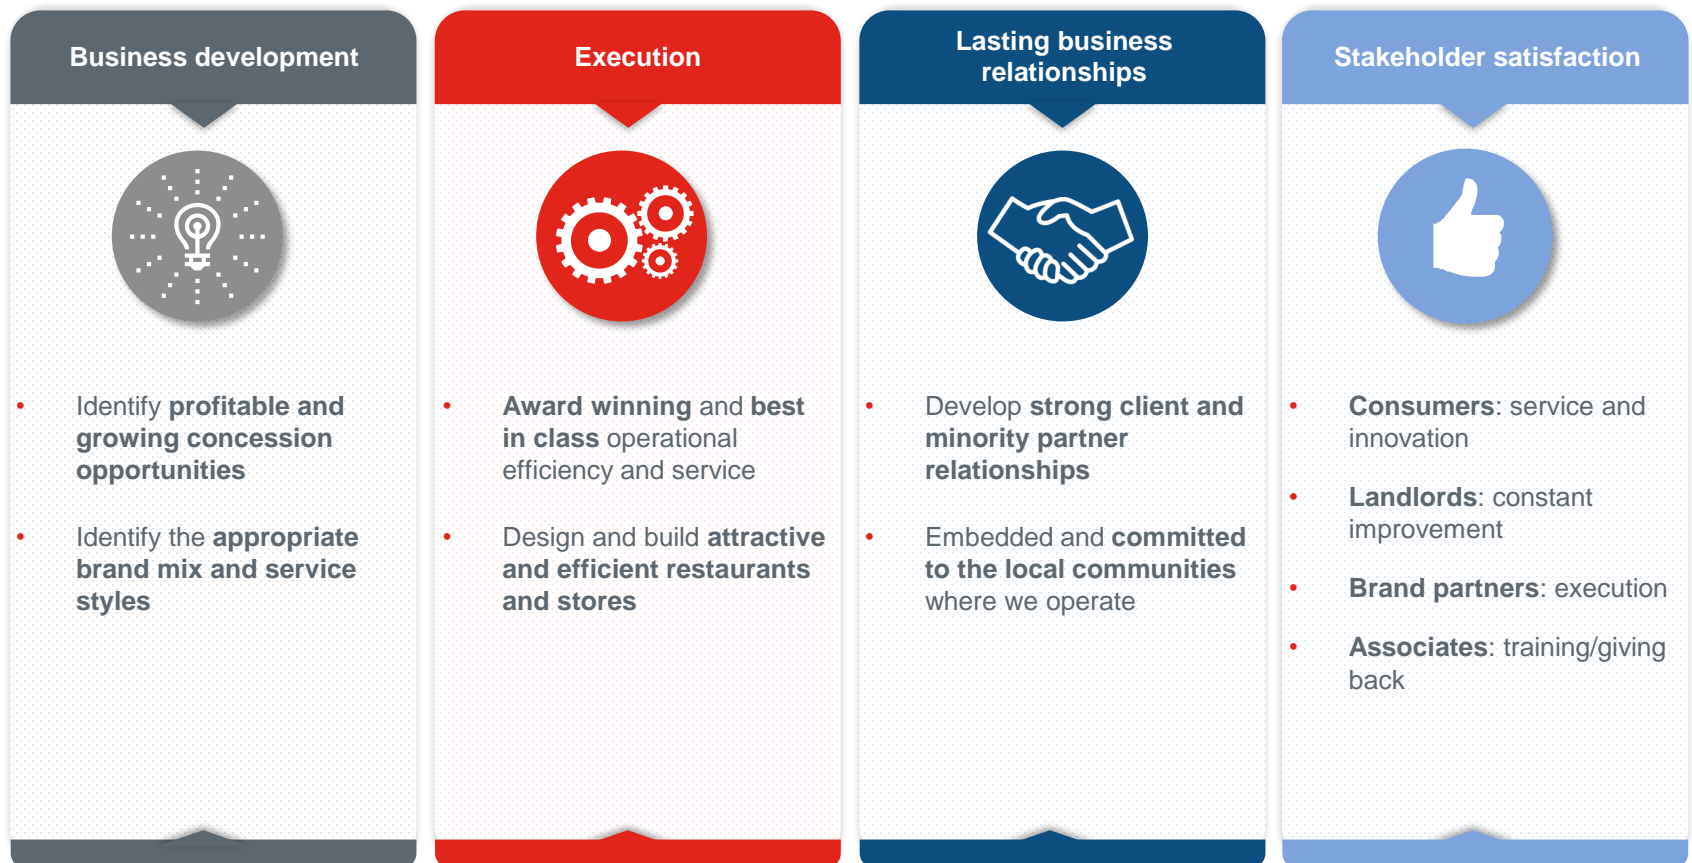 Business development
• Identify profitable and
growing concession
opportunities
• Identify the appropriate
brand mix and service
styles
Execution
• Award winning and best
in class operational
efficiency and service
• Design and build attractive
and efficient restaurants
and stores
Lasting business
relationships
• Develop strong client and
minority partner
relationships
• Embedded and committed
to the local communities
where we operate
Stakeholder satisfaction
• Consumers: service and
innovation
• Landlords: constant
improvement
• Brand partners: execution
• Associates: training/giving
back